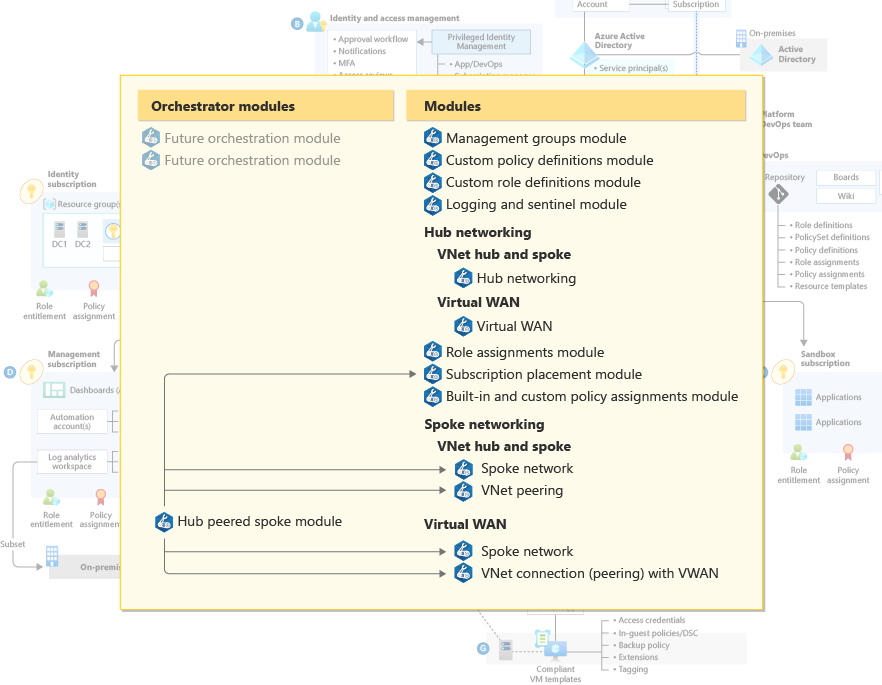 Account
Subscription
B
Identity and access management
• Approval workflow
• Notifications
• MFA
Privileged Identity
Management
• App/DevOps
Azure Active
Directory
• Service principal(s)
On-premises
Active
Directory
Orchestrator modules
Future orchestration module
Future orchestration module
Hub peered spoke module
Modules
Management groups module
Custom policy definitions module
Custom role definitions module
Logging and sentinel module
Hub networking
VNet hub and spoke
Hub networking
Virtual WAN
Virtual WAN
Role assignments module
Subscription placement module
Built-in and custom policy assignments module
Spoke networking
VNet hub and spoke
Spoke network
VNet peering
Virtual WAN
Spoke network
VNet connection (peering) with VWAN
Identity
subscription
Resource group(s
DC1
DC2
Role
entitlement
Policy
assignment
D
Management
subscription
Dashboards
Automation
account(s)
Log analytics
workspace
Role
entitlement
Policy
assignment
Subset
On-premis
DevOps team
Repository
Boards
Wiki
• Role definitions
• PolicySet definitions
• Policy definitions
• Role assignments
• Policy assignments
• Resource templates
Sandbox
subscription
Applications
Applications
Role
entitlement
Policy
assignment
G
Compliant
VM templates
• Access credentials
• In-guest policies/DSC
• Backup policy
• Extensions
• Tagging